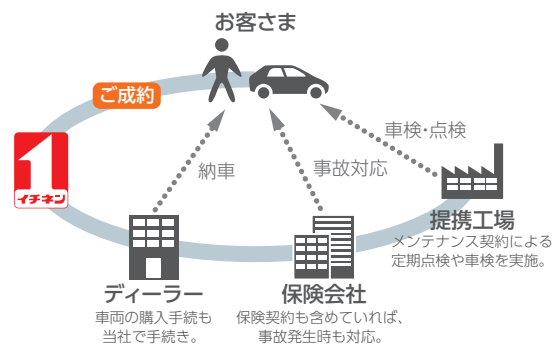 お客さま
ご成約
1
イチネン
納車
事故対応
車検・点検
ディーラー
車両の購入手続も
当社で手続き。
保険会社
保険契約も含めていれば、
事故発生時も対応。
提携工場
メンテナンス契約による
定期点検や車検を実施。